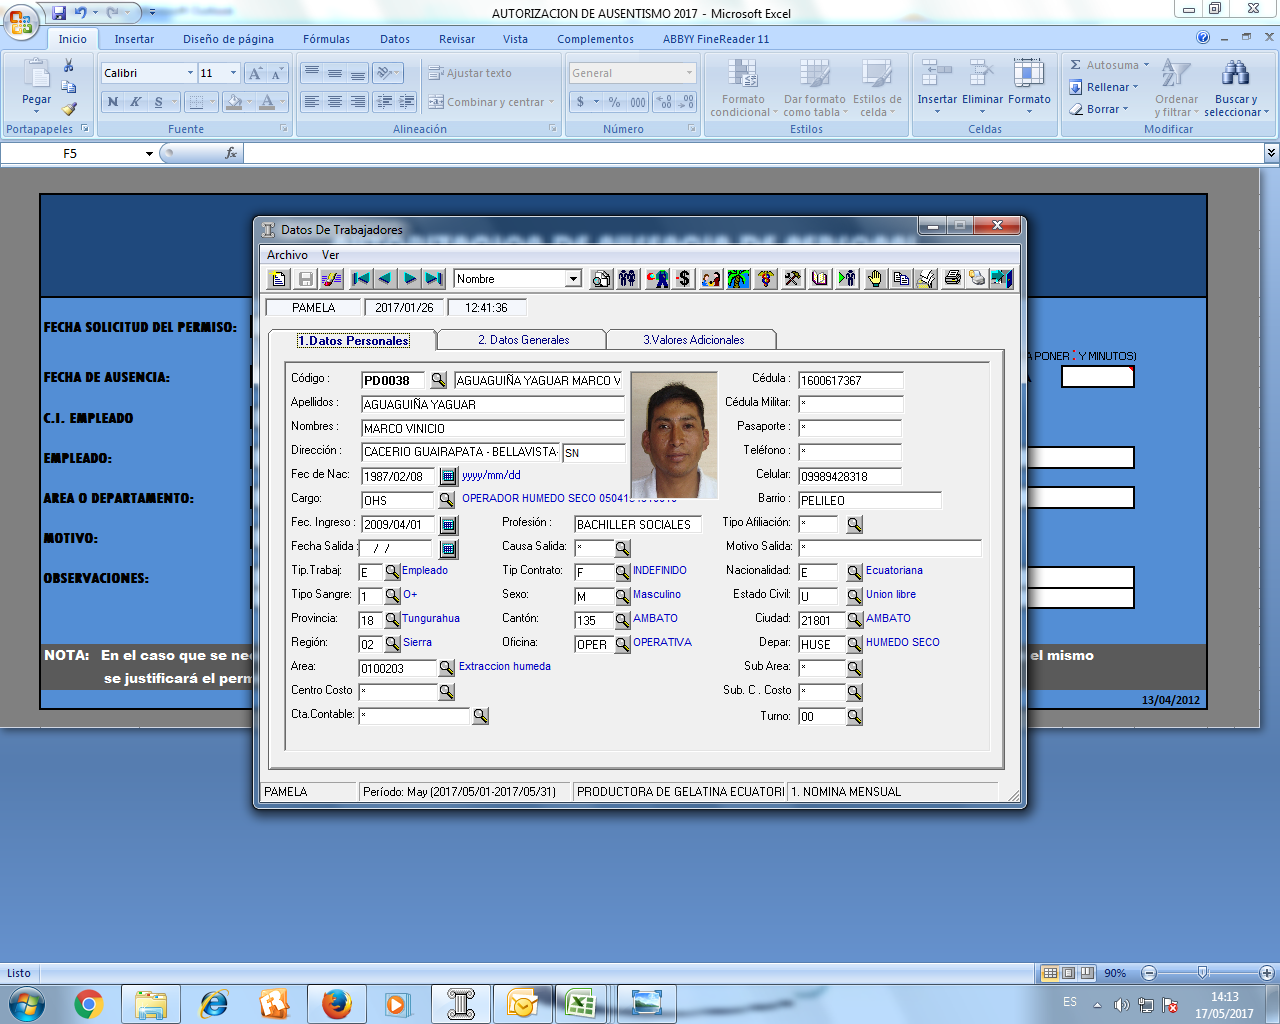 AUTORIZACION DE AUSENTISMO 2017 - Microsoft Excel
Inicio Insertar Diseño de página Fórmulas Datos Revisar Vista Complementos ABBYY FineReader 11
Pegar Calibri 11 Ajustar texto General Formato condicional Dar formato como tabla Estilos de celda Insertar Eliminar Formato Autosuma Ordenar y filtrar Buscar y seleccionar
N K S Combinar y centrar $ % 000 Rellenar
Borrar
Portapapeles Fuente Alineación Número Estilos Celdas Modificar
F5 fx
Datos De Trabajadores
Archivo Ver
Nombre
PAMELA 2017/01/26 12:41:36
1.Datos Personales 2. Datos Generales 3.Valores Adicionales
Código : PD0038 AGUAGUIÑA YAGUAR MARCO V Cédula : 1600617367
Apellidos : AGUAGUIÑA YAGUAR Cédula Militar: *
Nombres : MARCO VINICIO Pasaporte : *
Dirección : CACERIO GUAIRAPATA - BELLAVISTA- SN Teléfono : *
Fec de Nac: 1987/02/08 yyyy/mm/dd Celular: 09989428318
Cargo: OHS OPERADOR HUMEDO SECO Barrio : PELILEO
Fec. Ingreso : 2009/04/01 Profesión : BACHILLER SOCIALES Tipo Afiliación: *
Fecha Salida : / / Causa Salida: * Motivo Salida: *
Tip.Trabaj: E Empleado Tip Contrato: F INDEFINIDO Nacionalidad: E Ecuatoriana
Tipo Sangre: 1 O+ Sexo: M Masculino Estado Civil: U Union libre
Provincia: 18 Tungurahua Cantón: 135 AMBATO Ciudad: 21801 AMBATO
Región: 02 Sierra Oficina: OPER OPERATIVA Depar: HUSE HUMEDO SECO
Area: 0100203 Extraccion humeda Sub Area: *
Centro Costo * Sub. C . Costo *
Cta.Contable: * Turno: 00
PAMELA Período: May (2017/05/01-2017/05/31) PRODUCTORA DE GELATINA ECUATORI 1. NOMINA MENSUAL
FECHA SOLICITUD DEL PERMISO:
A PONER : Y MINUTOS)
FECHA DE AUSENCIA:
C.I. EMPLEADO
EMPLEADO:
AREA O DEPARTAMENTO:
MOTIVO:
OBSERVACIONES:
NOTA: En el caso que se ne el mismo
se justificará el perm
13/04/2012
Listo 90%
ES 14:13
17/05/2017